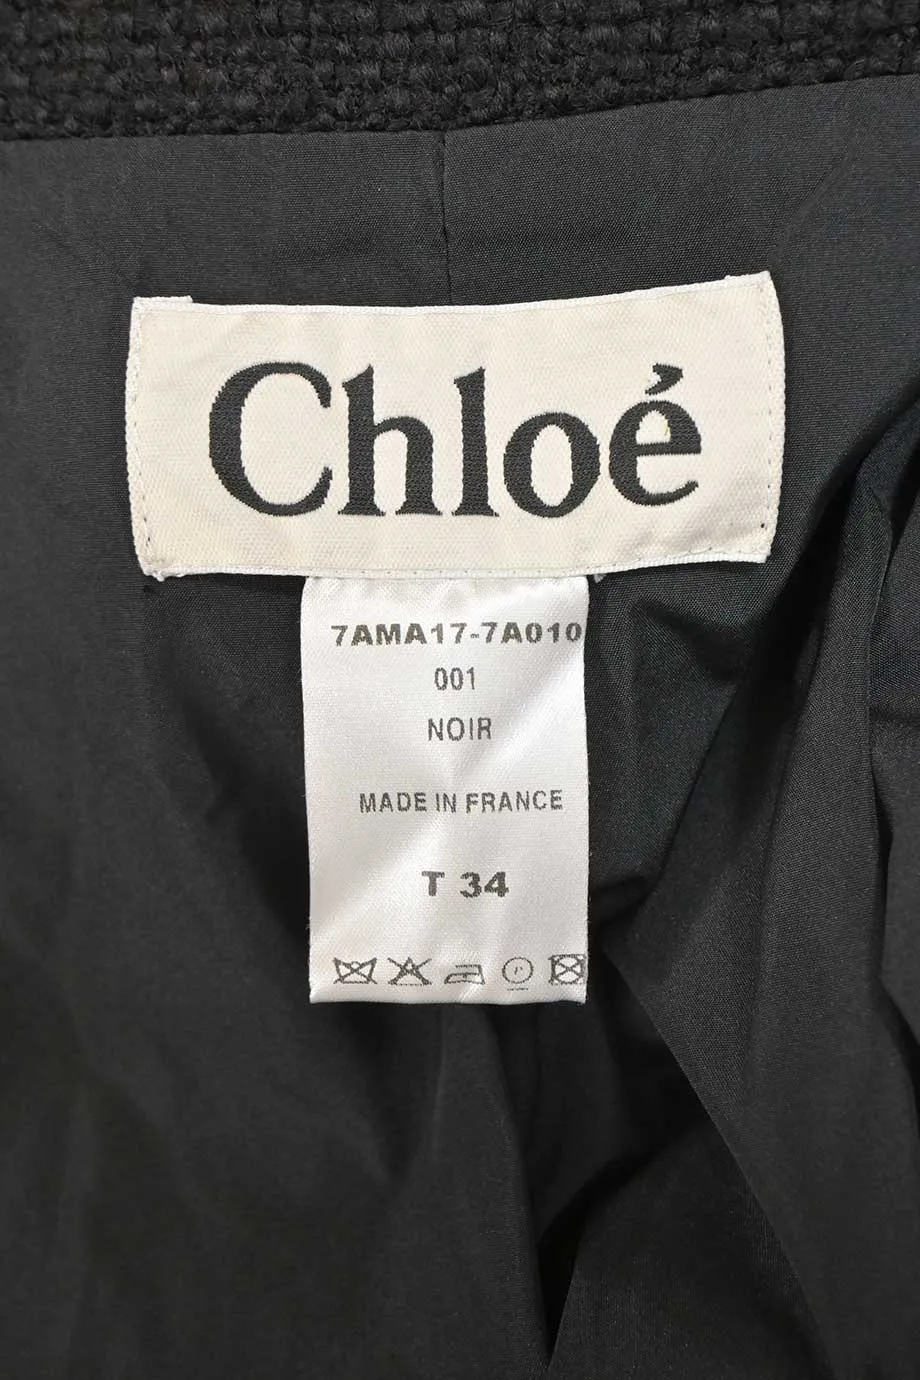 Chloé
7AMA17-7A010
001
NOIR
MADE IN FRANCE
T 34
P